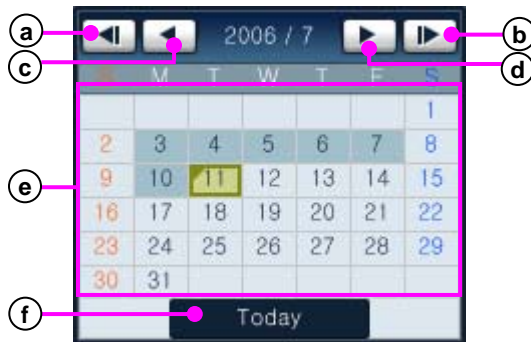 a
b
c
d
e
f
2006 / 7
S M T W T F S
1
2 3 4 5 6 7 8
9 10 11 12 13 14 15
16 17 18 19 20 21 22
23 24 25 26 27 28 29
30 31
Today